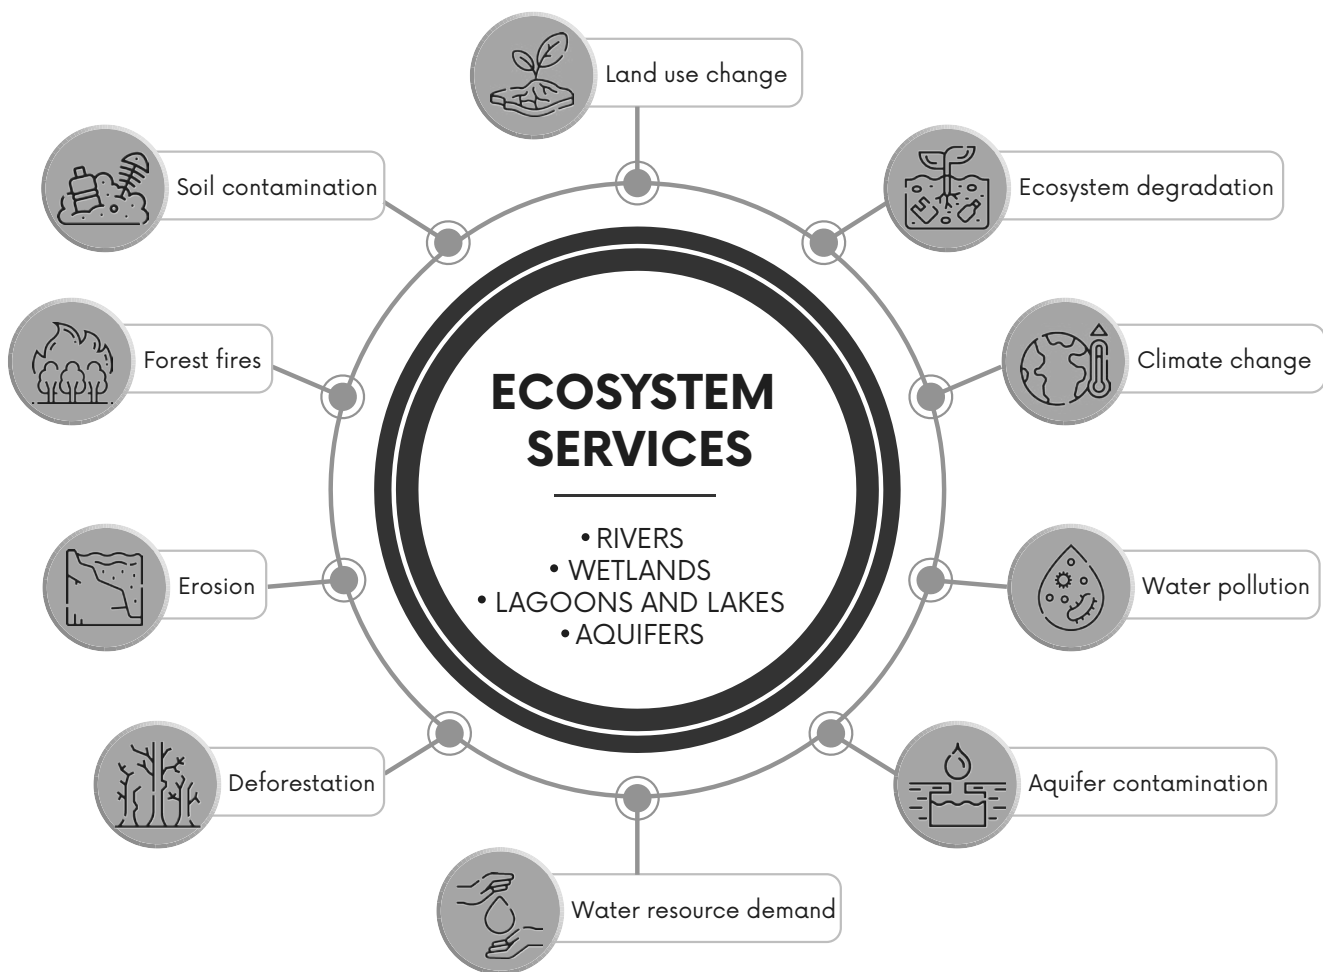 Land use change
Soil contamination
Ecosystem degradation
Forest fires
Climate change
ECOSYSTEM
SERVICES
• RIVERS
• WETLANDS
• LAGOONS AND LAKES
• AQUIFERS
Erosion
Water pollution
Deforestation
Aquifer contamination
Water resource demand